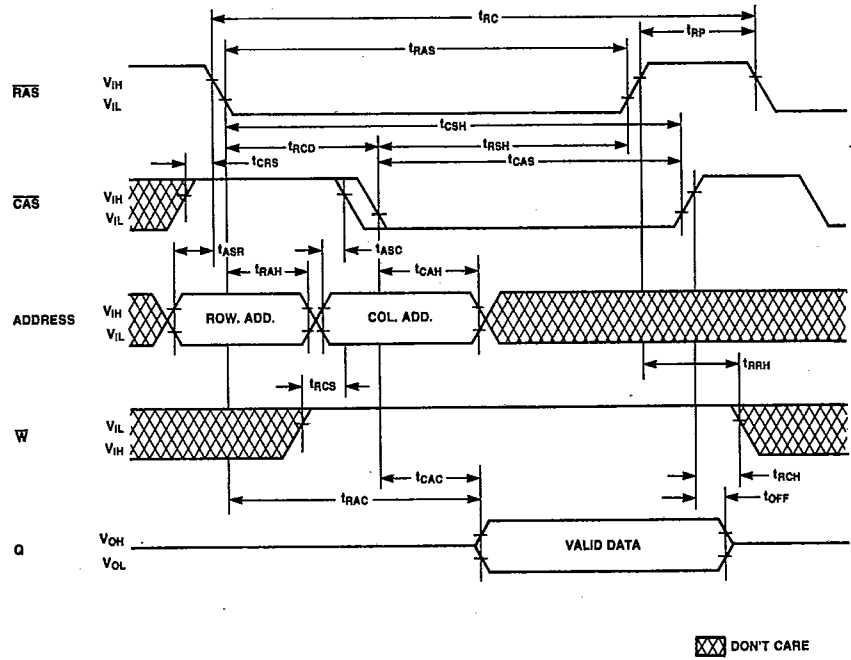 tRC
tRP
tRAS
RAS
VIH
VIL
tCSH
tRCD
tRSH
tCRS
tCAS
CAS
VIH
VIL
tASR
tASC
tRAH
tCAH
ADDRESS
VIH
VIL
ROW. ADD.
COL. ADD.
tRRH
tRCS
W
VIL
VIH
tCAC
tRCH
tRAC
tOFF
Q
VOH
VOL
VALID DATA
DON'T CARE